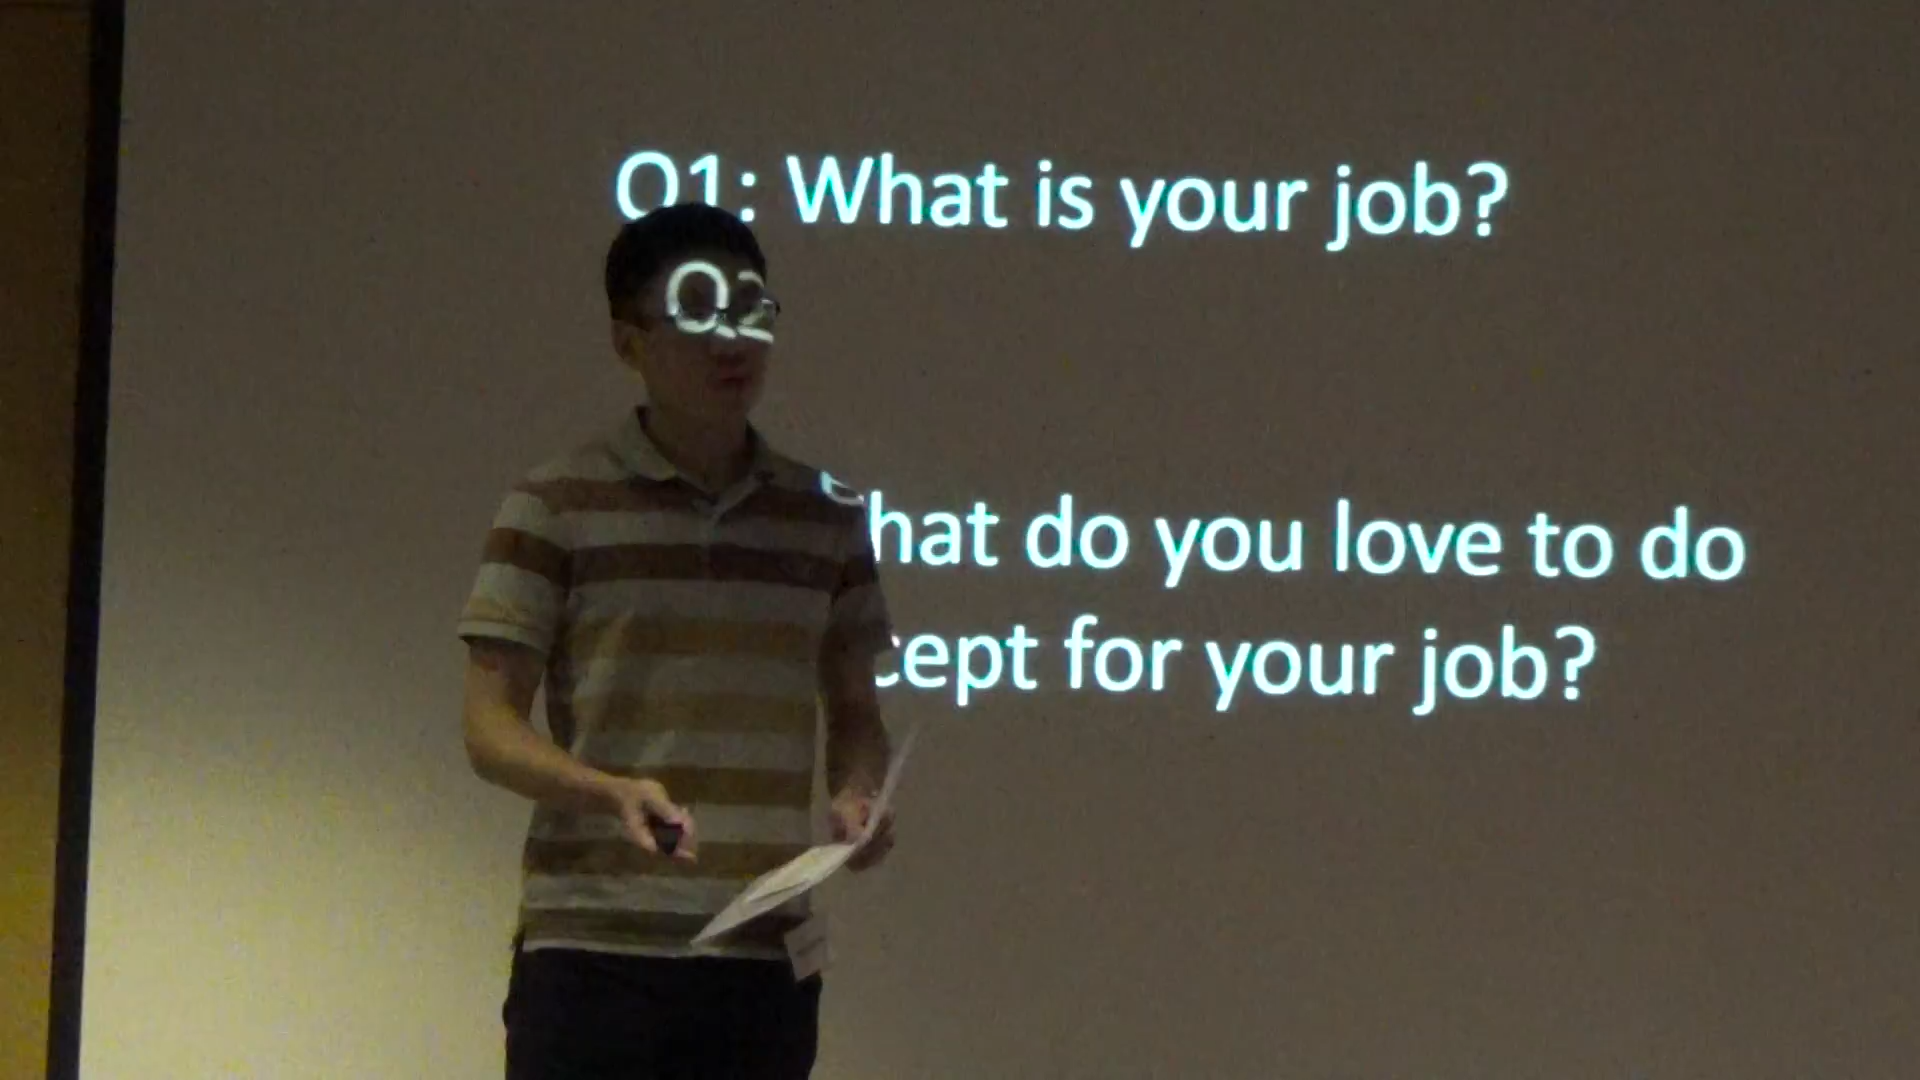 Q1: What is your job?
Q2
hat do you love to do
cept for your job?